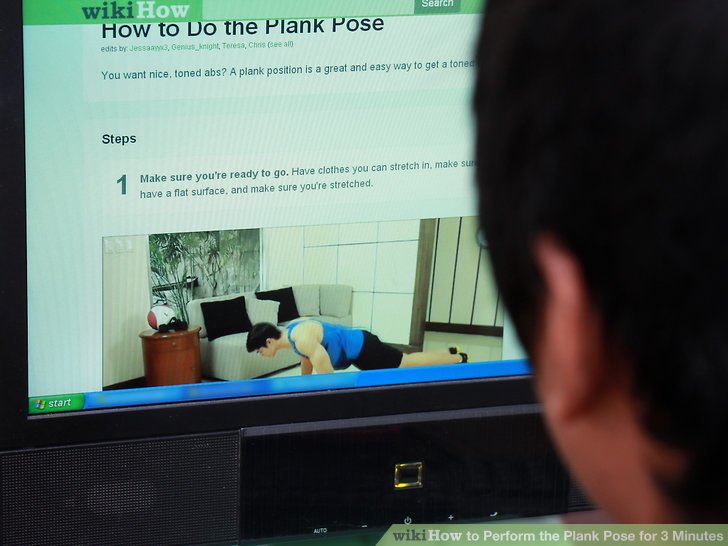 wikiHow
Search
How to Do the Plank Pose
edits by: Jessaayyx3, Genius_knight, Teresa, Chris (see all)
You want nice, toned abs? A plank position is a great and easy way to get a toned
Steps
1 Make sure you're ready to go. Have clothes you can stretch in, make sure
have a flat surface, and make sure you're stretched.
start
AUTO
wikiHow to Perform the Plank Pose for 3 Minutes